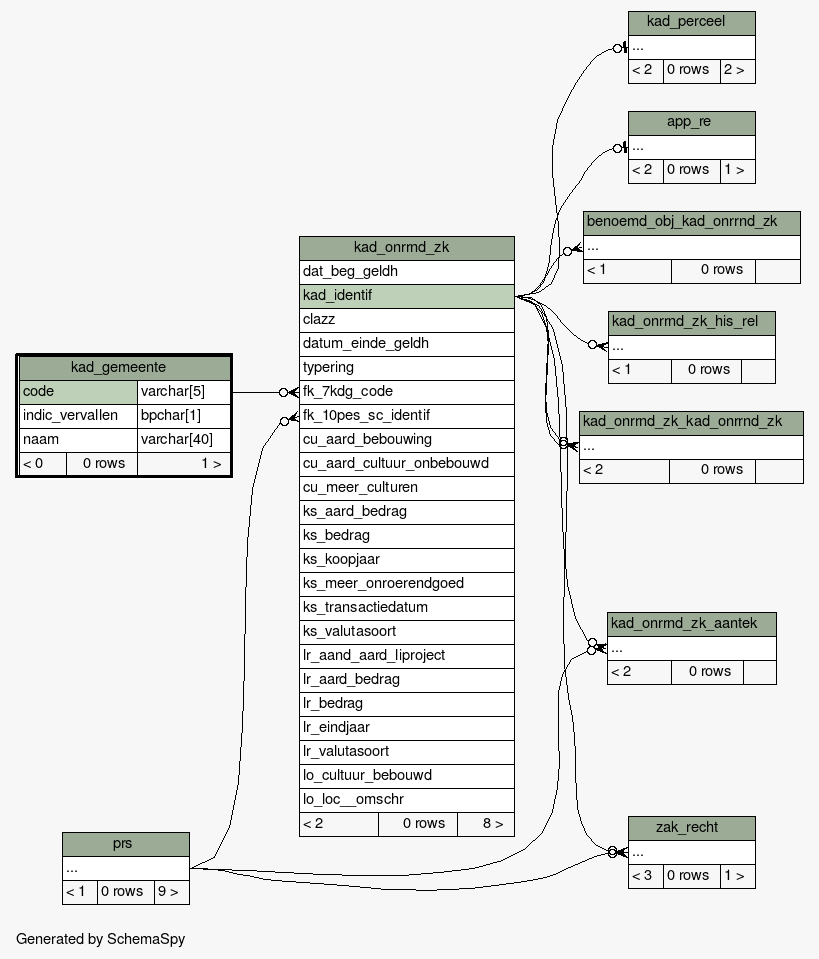 kad_perceel
...
< 2 0 rows 2 >
app_re
...
< 2 0 rows 1 >
benoemd_obj_kad_onrrnd_zk
...
< 1 0 rows
kad_onrrnd_zk_his_rel
...
< 1 0 rows
kad_onrrnd_zk_kad_onrrnd_zk
...
< 2 0 rows
kad_onrrnd_zk_aantek
...
< 2 0 rows
zak_recht
...
< 3 0 rows 1 >
kad_onrrnd_zk
dat_beg_geldh
kad_identif
clazz
datum_einde_geldh
typering
fk_7kdg_code
fk_10pes_sc_identif
cu_aard_bebouwing
cu_aard_cultuur_onbebouwd
cu_meer_culturen
ks_aard_bedrag
ks_bedrag
ks_koopjaar
ks_meer_onroerendgoed
ks_transactiedatum
ks_valutasoort
lr_aand_aard_liproject
lr_aard_bedrag
lr_bedrag
lr_eindjaar
lr_valutasoort
lo_cultuur_bebouwd
lo_loc__omschr
< 2 0 rows 8 >
kad_gemeente
code varchar[5]
indic_vervallen bpchar[1]
naam varchar[40]
< 0 0 rows 1 >
prs
...
< 1 0 rows 9 >
Generated by SchemaSpy